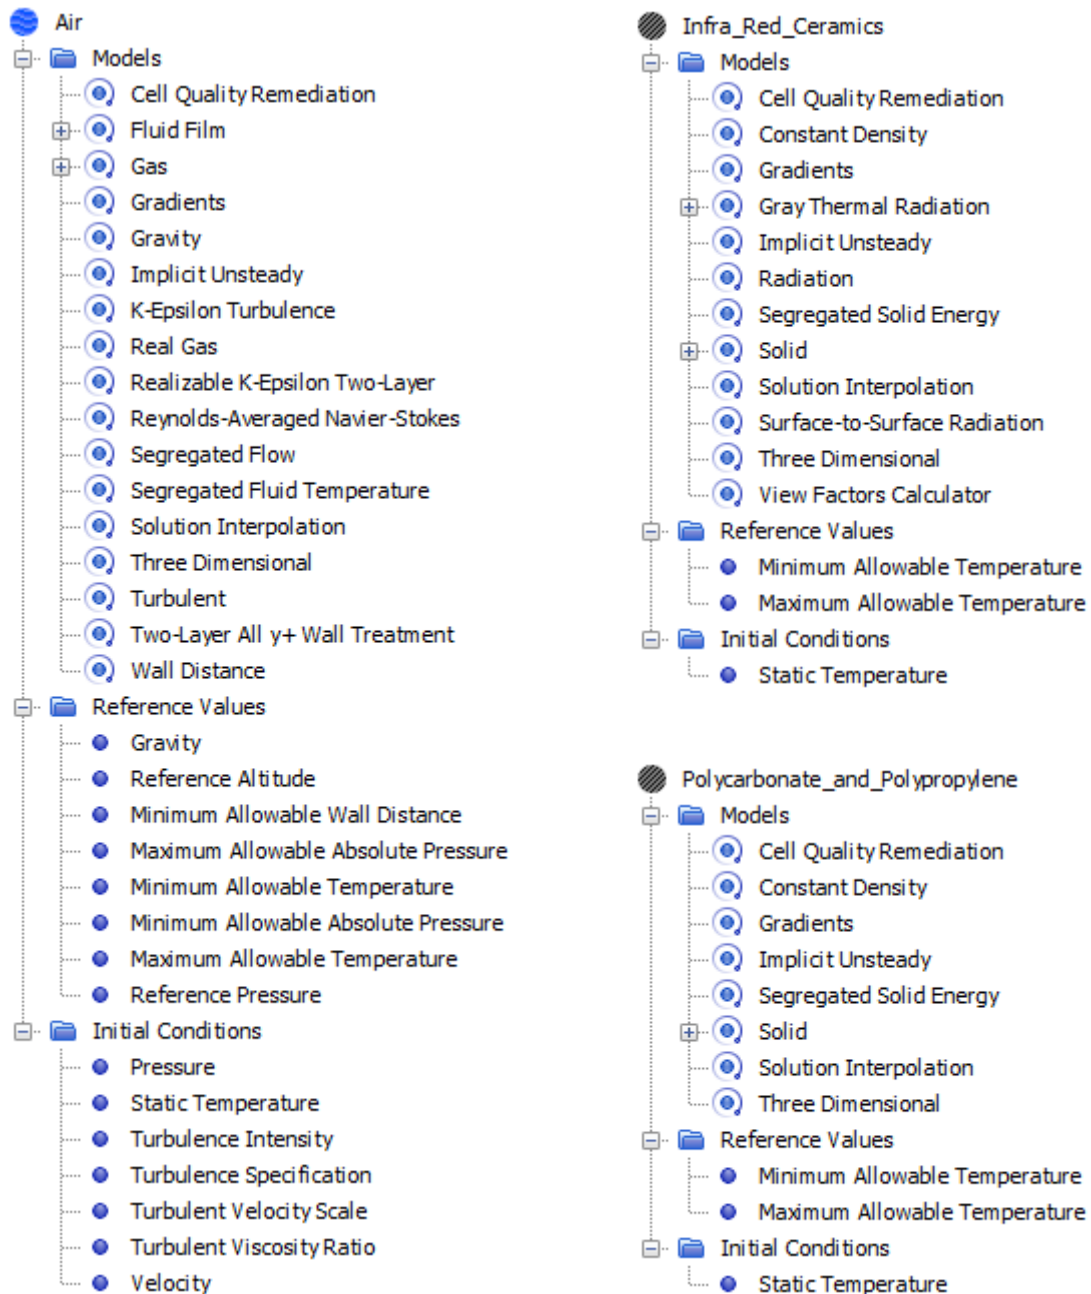 Air
Models
Cell Quality Remediation
Fluid Film
Gas
Gradients
Gravity
Implicit Unsteady
K-Epsilon Turbulence
Real Gas
Realizable K-Epsilon Two-Layer
Reynolds-Averaged Navier-Stokes
Segregated Flow
Segregated Fluid Temperature
Solution Interpolation
Three Dimensional
Turbulent
Two-Layer All y+ Wall Treatment
Wall Distance
Reference Values
Gravity
Reference Altitude
Minimum Allowable Wall Distance
Maximum Allowable Absolute Pressure
Minimum Allowable Temperature
Minimum Allowable Absolute Pressure
Maximum Allowable Temperature
Reference Pressure
Initial Conditions
Pressure
Static Temperature
Turbulence Intensity
Turbulence Specification
Turbulent Velocity Scale
Turbulent Viscosity Ratio
Velocity
Infra_Red_Ceramics
Models
Cell Quality Remediation
Constant Density
Gradients
Gray Thermal Radiation
Implicit Unsteady
Radiation
Segregated Solid Energy
Solid
Solution Interpolation
Surface-to-Surface Radiation
Three Dimensional
View Factors Calculator
Reference Values
Minimum Allowable Temperature
Maximum Allowable Temperature
Initial Conditions
Static Temperature
Polycarbonate_and_Polypropylene
Models
Cell Quality Remediation
Constant Density
Gradients
Implicit Unsteady
Segregated Solid Energy
Solid
Solution Interpolation
Three Dimensional
Reference Values
Minimum Allowable Temperature
Maximum Allowable Temperature
Initial Conditions
Static Temperature